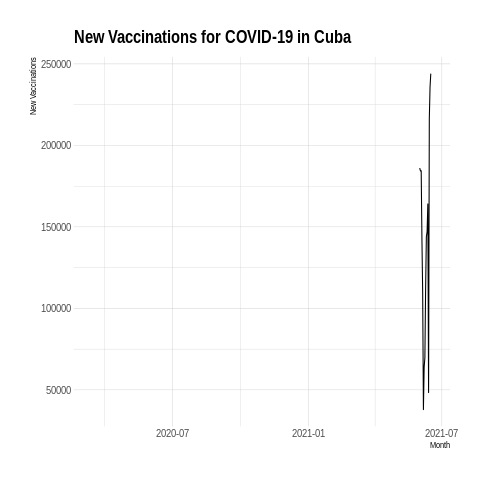 New Vaccinations for COVID-19 in Cuba
New Vaccinations
250000
200000
150000
100000
50000
2020-07 2021-01 2021-07
Month